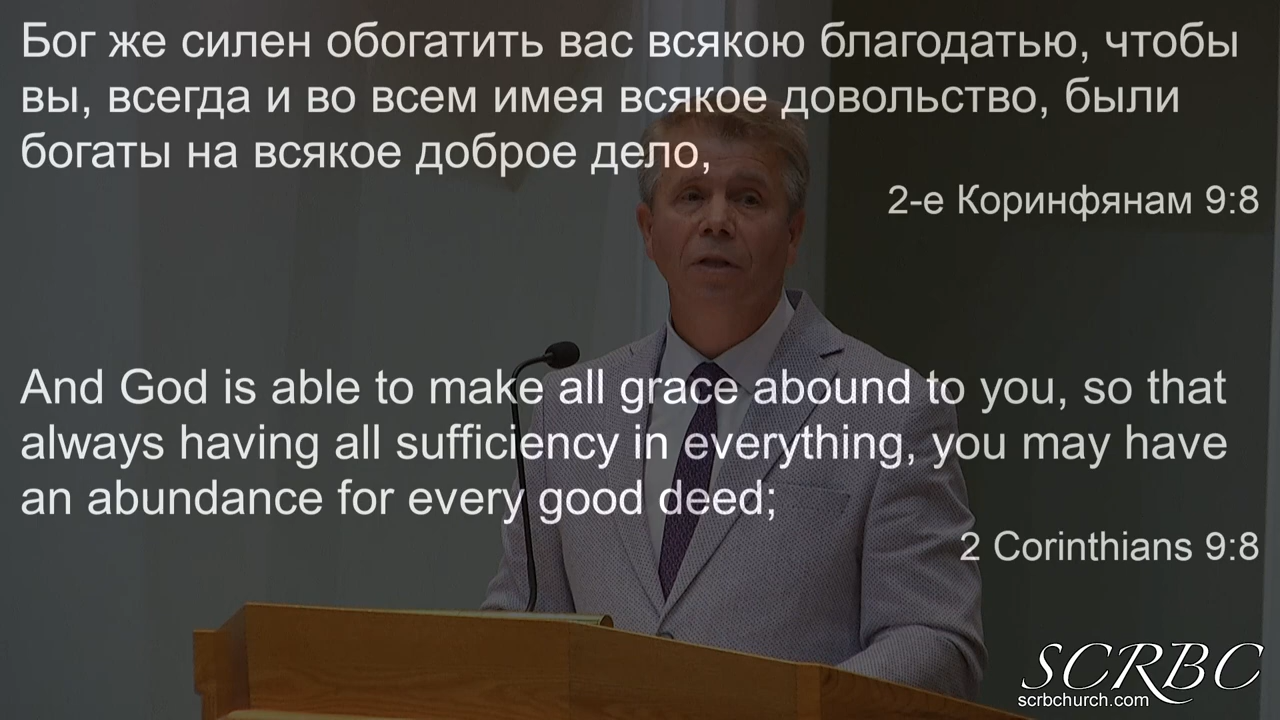 Бог же силен обогатить вас всякою благодатью, чтобы
вы, всегда и во всем имея всякое довольство, были
богаты на всякое доброе дело,
2-е Коринфянам 9:8
And God is able to make all grace abound to you, so that
always having all sufficiency in everything, you may have
an abundance for every good deed;
2 Corinthians 9:8
SCRBC
scrbchurch.com